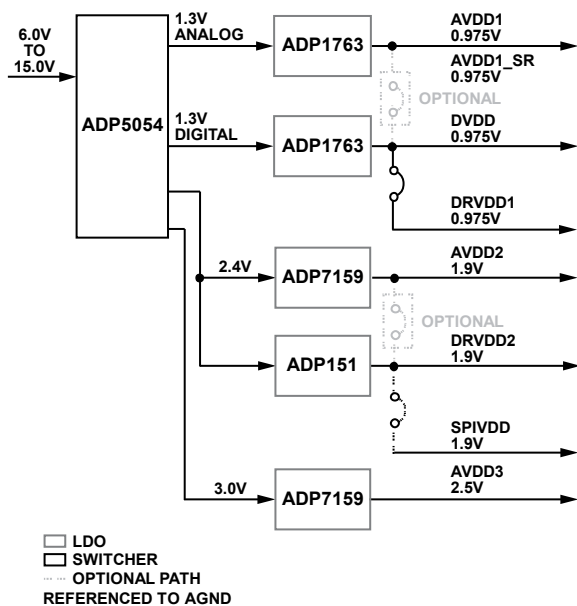 6.0V
TO
15.0V
ADP5054
1.3V
ANALOG
ADP1763
AVDD1
0.975V
AVDD1_SR
0.975V
OPTIONAL
1.3V
DIGITAL
ADP1763
DVDD
0.975V
DRVDD1
0.975V
2.4V
ADP7159
AVDD2
1.9V
OPTIONAL
ADP151
DRVDD2
1.9V
SPIVDD
1.9V
3.0V
ADP7159
AVDD3
2.5V
LDO
SWITCHER
OPTIONAL PATH
REFERENCED TO AGND